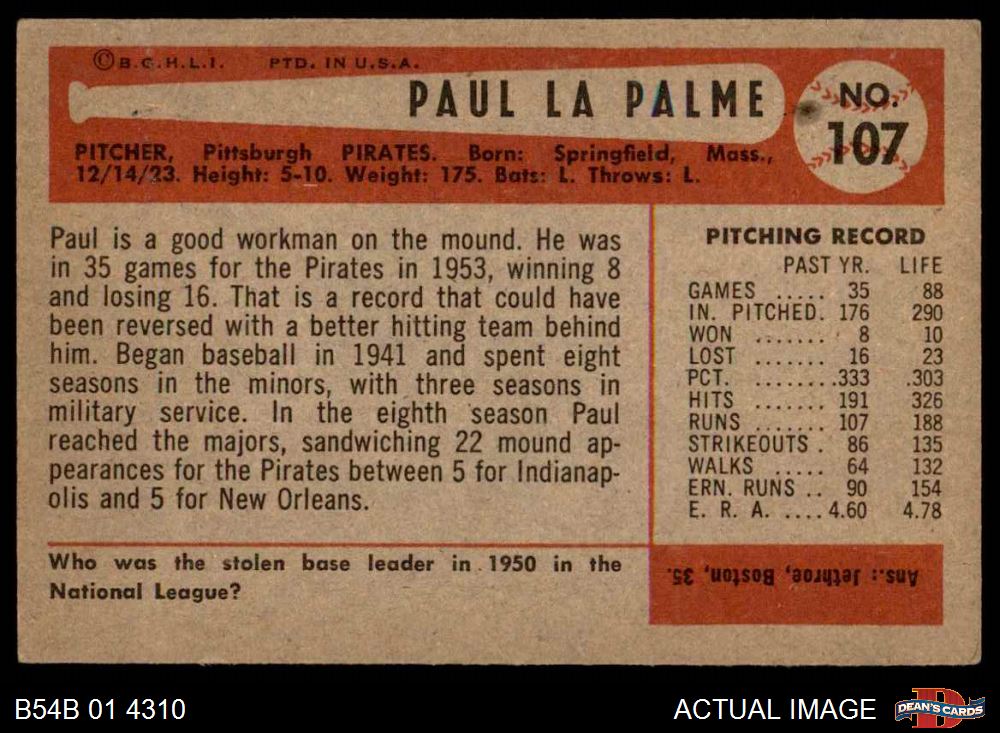 © B.G.H.L.I. PTD. IN U.S.A.
PAUL LA PALME
NO.
107
PITCHER, Pittsburgh PIRATES. Born: Springfield, Mass.,
12/14/23. Height: 5-10. Weight: 175. Bats: L. Throws: L.
Paul is a good workman on the mound. He was
in 35 games for the Pirates in 1953, winning 8
and losing 16. That is a record that could have
been reversed with a better hitting team behind
him. Began baseball in 1941 and spent eight
seasons in the minors, with three seasons in
military service. In the eighth season Paul
reached the majors, sandwiching 22 mound ap-
pearances for the Pirates between 5 for Indianap-
olis and 5 for New Orleans.
PITCHING RECORD
PAST YR. LIFE
GAMES ..... 35 88
IN. PITCHED. 176 290
WON ....... 8 10
LOST ....... 16 23
PCT. ........ .333 .303
HITS ....... 191 326
RUNS ....... 107 188
STRIKEOUTS . 86 135
WALKS ..... 64 132
ERN. RUNS .. 90 154
E. R. A. .... 4.60 4.78
Who was the stolen base leader in 1950 in the
National League?
Ans.: Jethroe, Boston, 35.
B54B 01 4310
ACTUAL IMAGE
DEAN'S CARDS